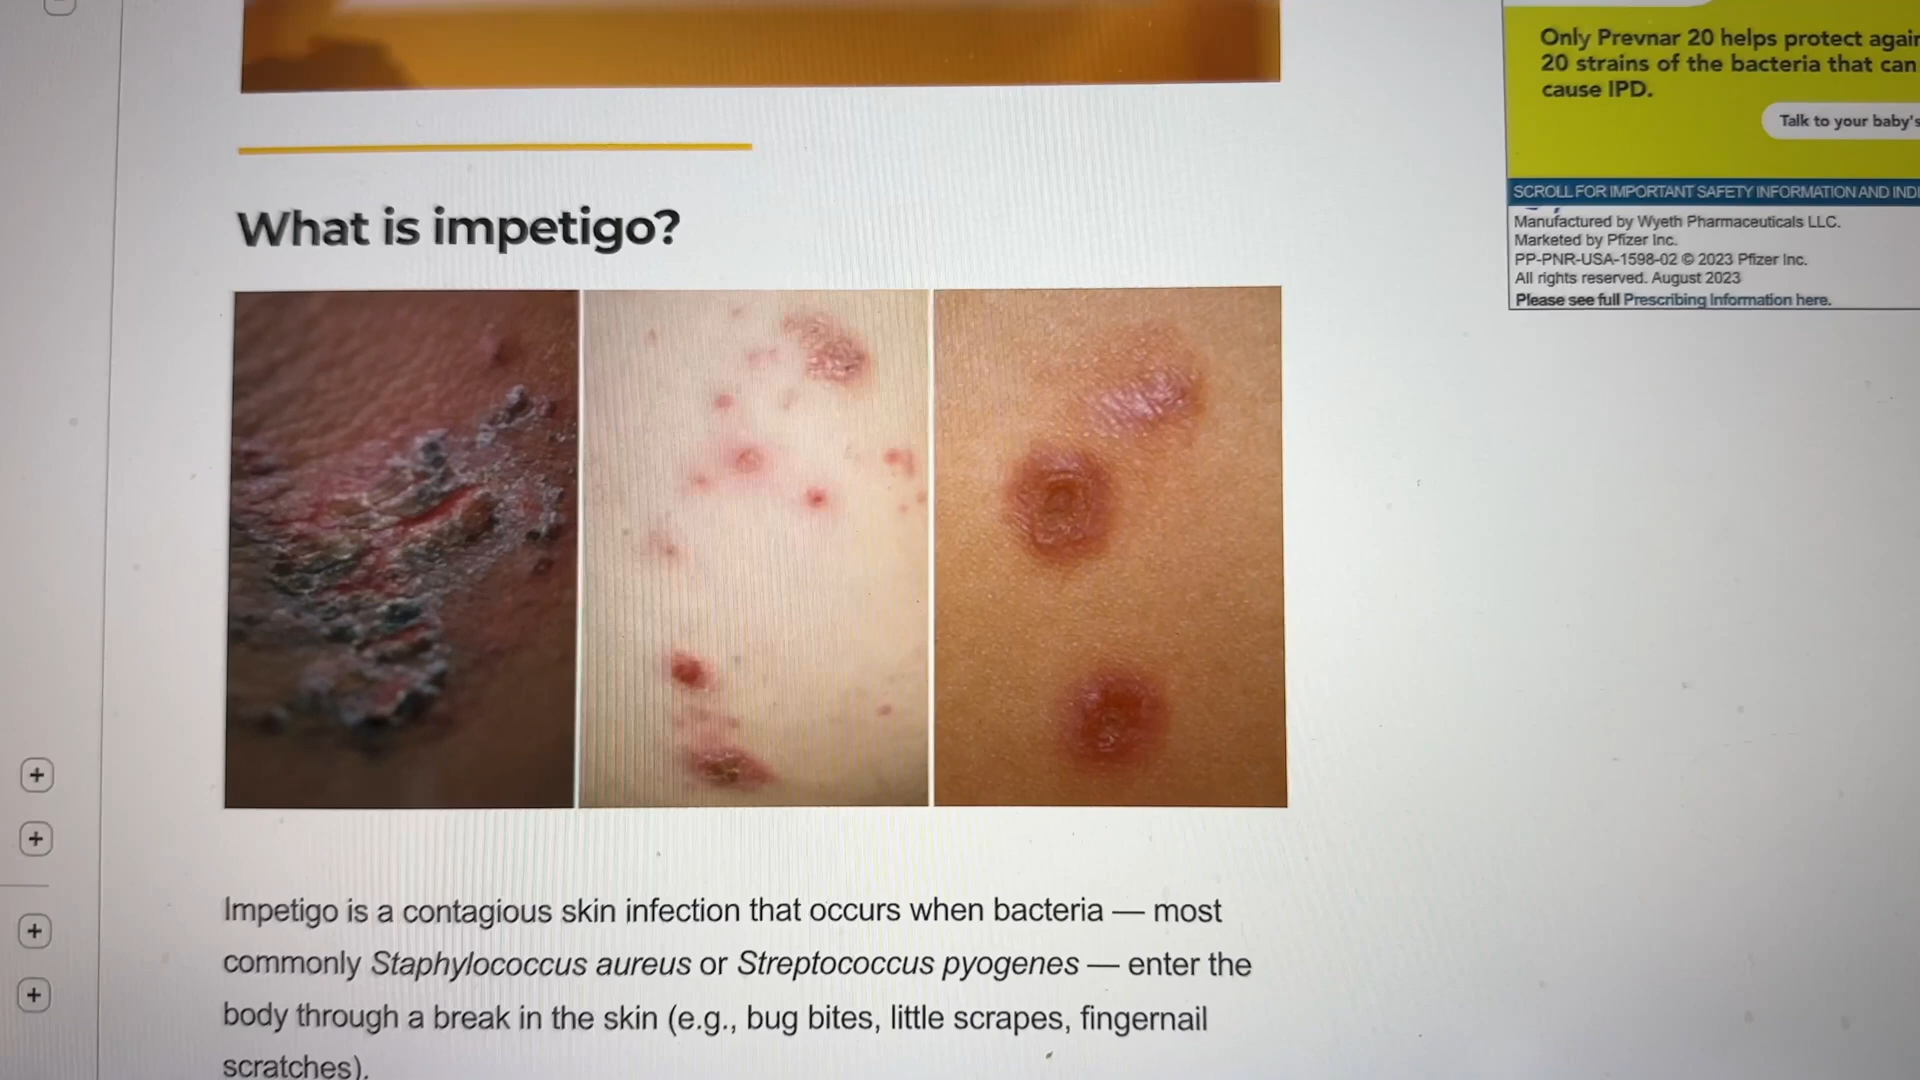 Only Prevnar 20 helps protect
20 strains of the bacteria that can
cause IPD.
Talk to your baby's
SCROLL FOR IMPORTANT SAFETY INFORMATION AND
Manufactured by Wyeth Pharmaceuticals LLC.
Marketed by Pfizer Inc.
PP-PNR-USA-1598-02 © 2023 Pfizer Inc.
All rights reserved. August 2023
Please see full Prescribing Information here.
What is impetigo?
+
+
+
+
Impetigo is a contagious skin infection that occurs when bacteria — most
commonly Staphylococcus aureus or Streptococcus pyogenes — enter the
body through a break in the skin (e.g., bug bites, little scrapes, fingernail
scratches).